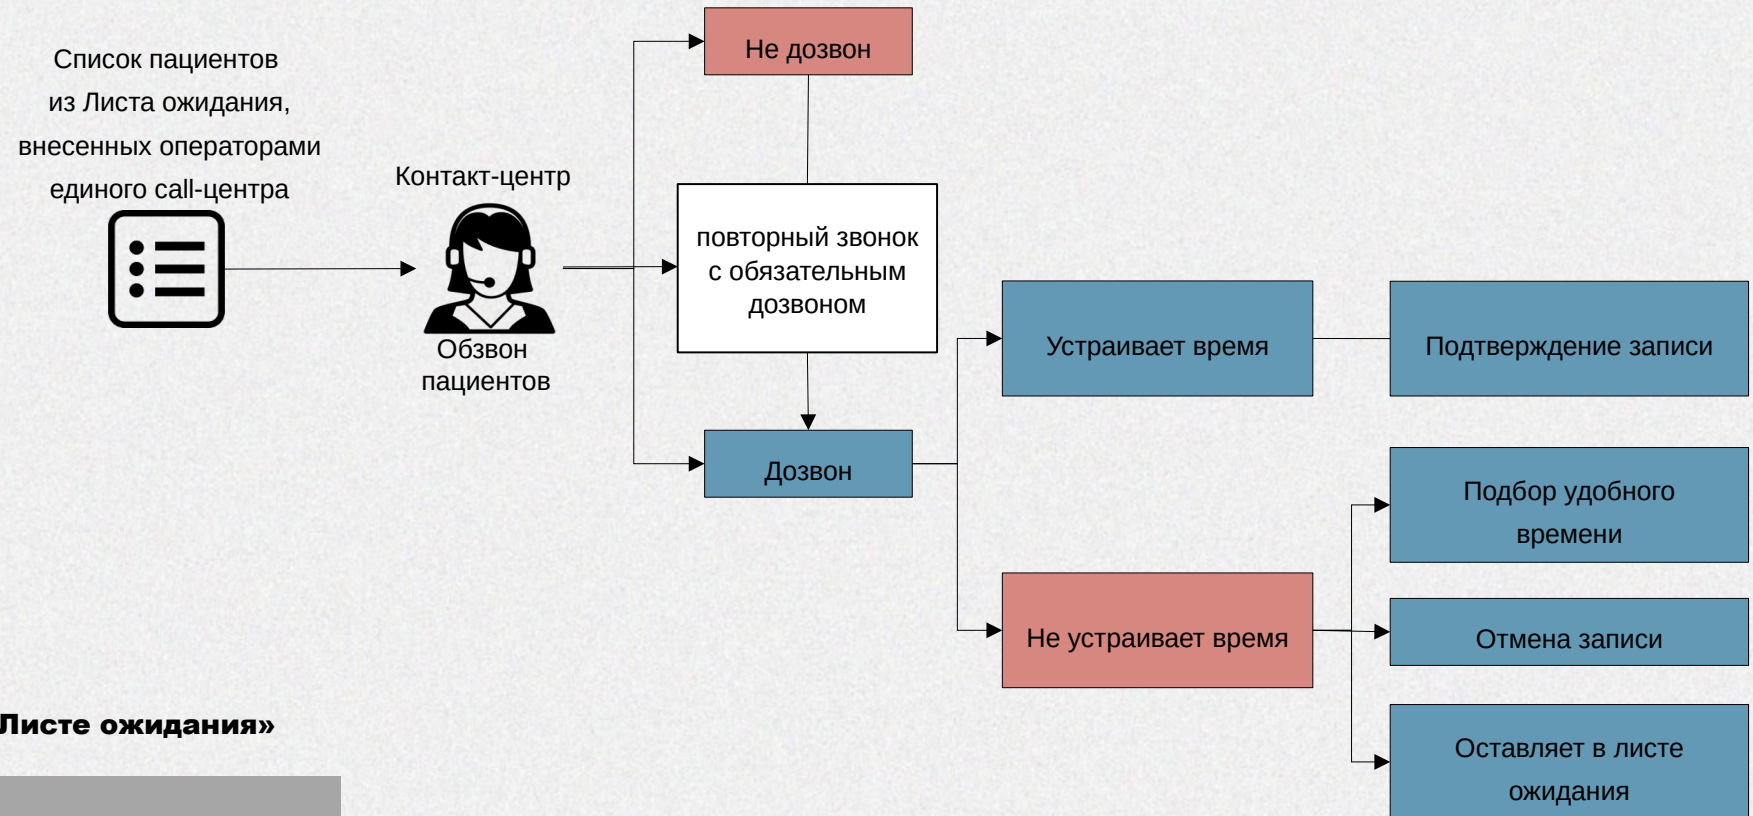 Список пациентов
из Листа ожидания,
внесенных операторами
единого call-центра
Контакт-центр
Обзвон
пациентов
Не дозвон
повторный звонок
с обязательным
дозвоном
Дозвон
Устраивает время
Подтверждение записи
Не устраивает время
Подбор удобного
времени
Отмена записи
Оставляет в листе
ожидания
Листе ожидания»